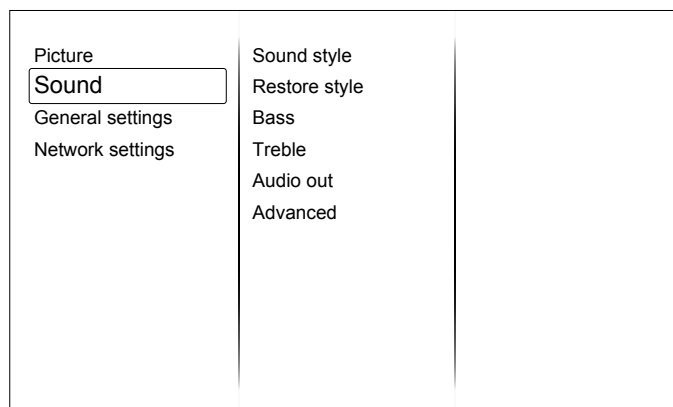 Picture
Sound
General settings
Network settings
Sound style
Restore style
Bass
Treble
Audio out
Advanced